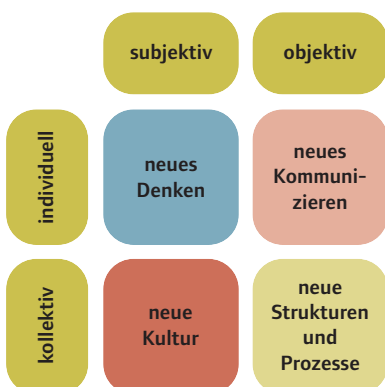 subjektiv
objektiv
individuell
neues
Denken
neues
Kommuni-
zieren
kollektiv
neue
Kultur
neue
Strukturen
und
Prozesse